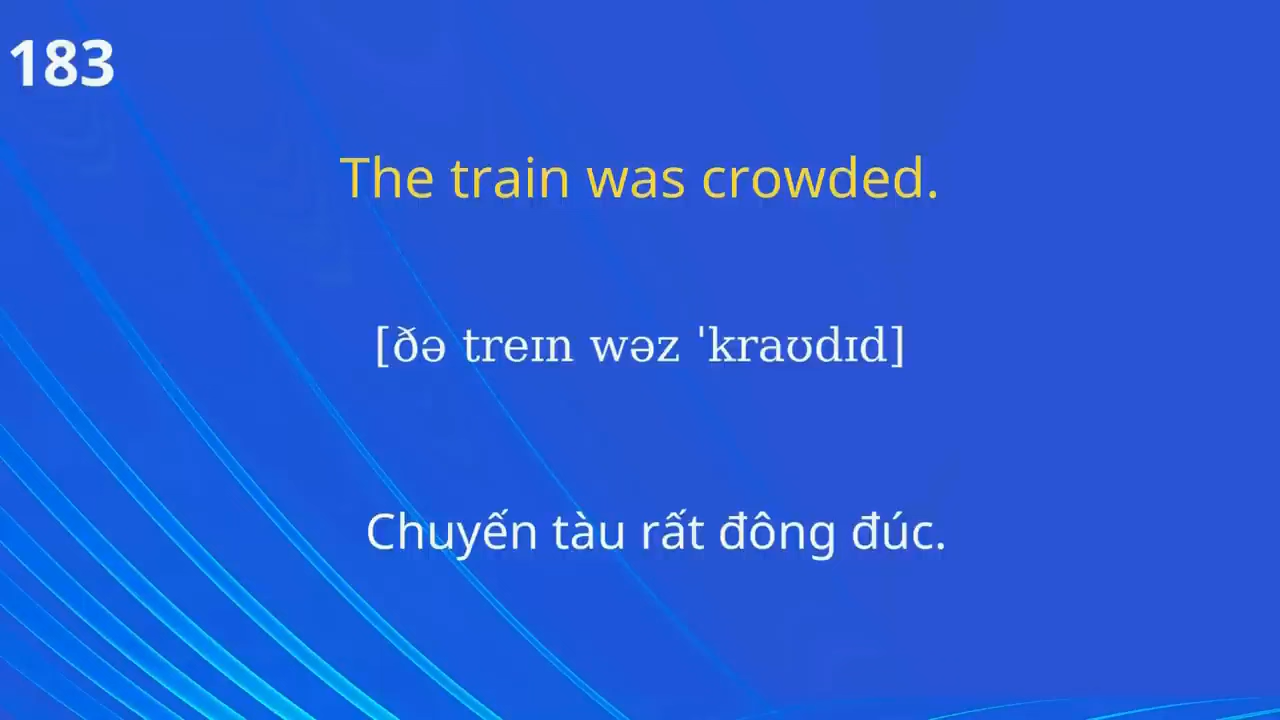 183
The train was crowded.
[ðə treɪn wəz ˈkraʊdɪd]
Chuyến tàu rất đông đúc.